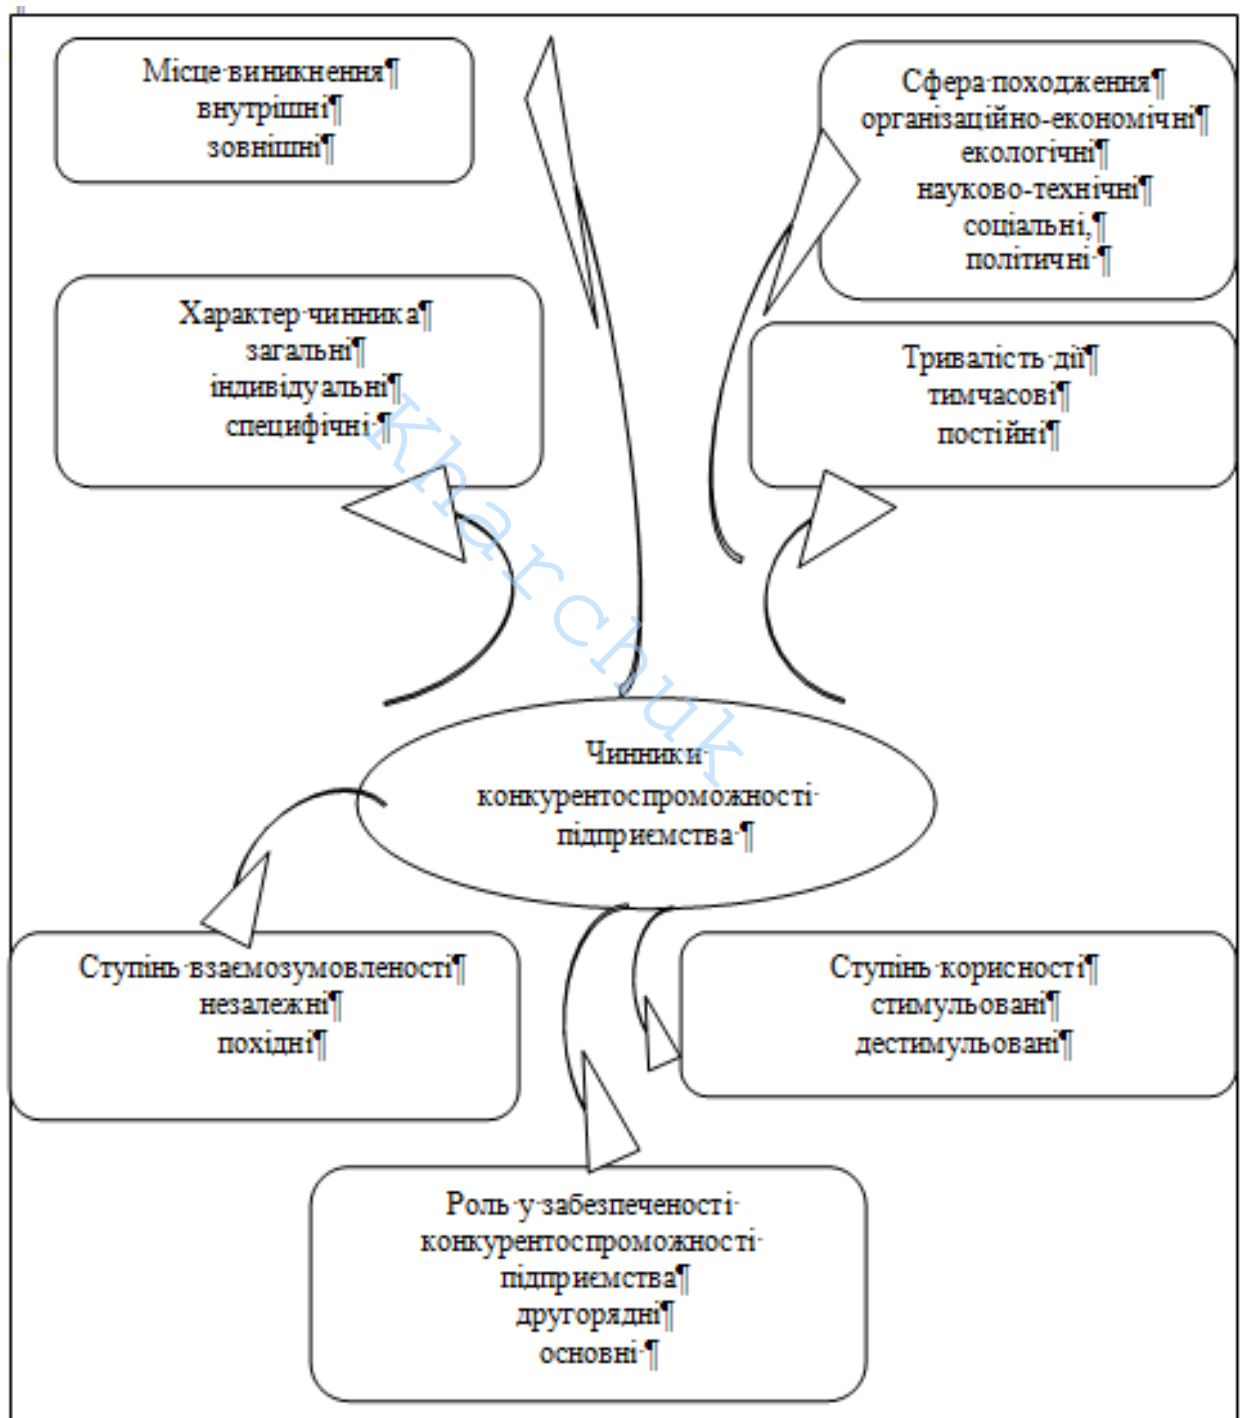 Місце виникнення¶
внутрішні¶
зовнішні¶
Сфера походження¶
організаційно-економічні¶
екологічні¶
науково-технічні¶
соціальні,¶
політичні ¶
Характер чинника¶
загальні¶
індивідуальні¶
специфічні ¶
Тривалість дії¶
тимчасові¶
постійні¶
Kharchuk
Чинники
конкурентоспроможності
підприємства ¶
Ступінь взаємозумовленості¶
незалежні¶
похідні¶
Ступінь корисності¶
стимульовані¶
дестимульовані¶
Роль у забезпеченості
конкурентоспроможності
підприємства¶
другорядні¶
основні ¶